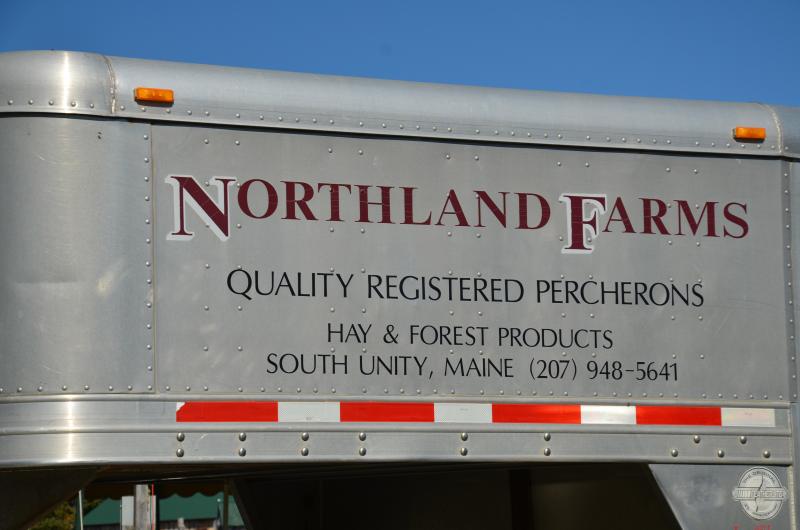 NORTHLAND FARMS
QUALITY REGISTERED PERCHERONS
HAY & FOREST PRODUCTS
SOUTH UNITY, MAINE (207) 948-5641